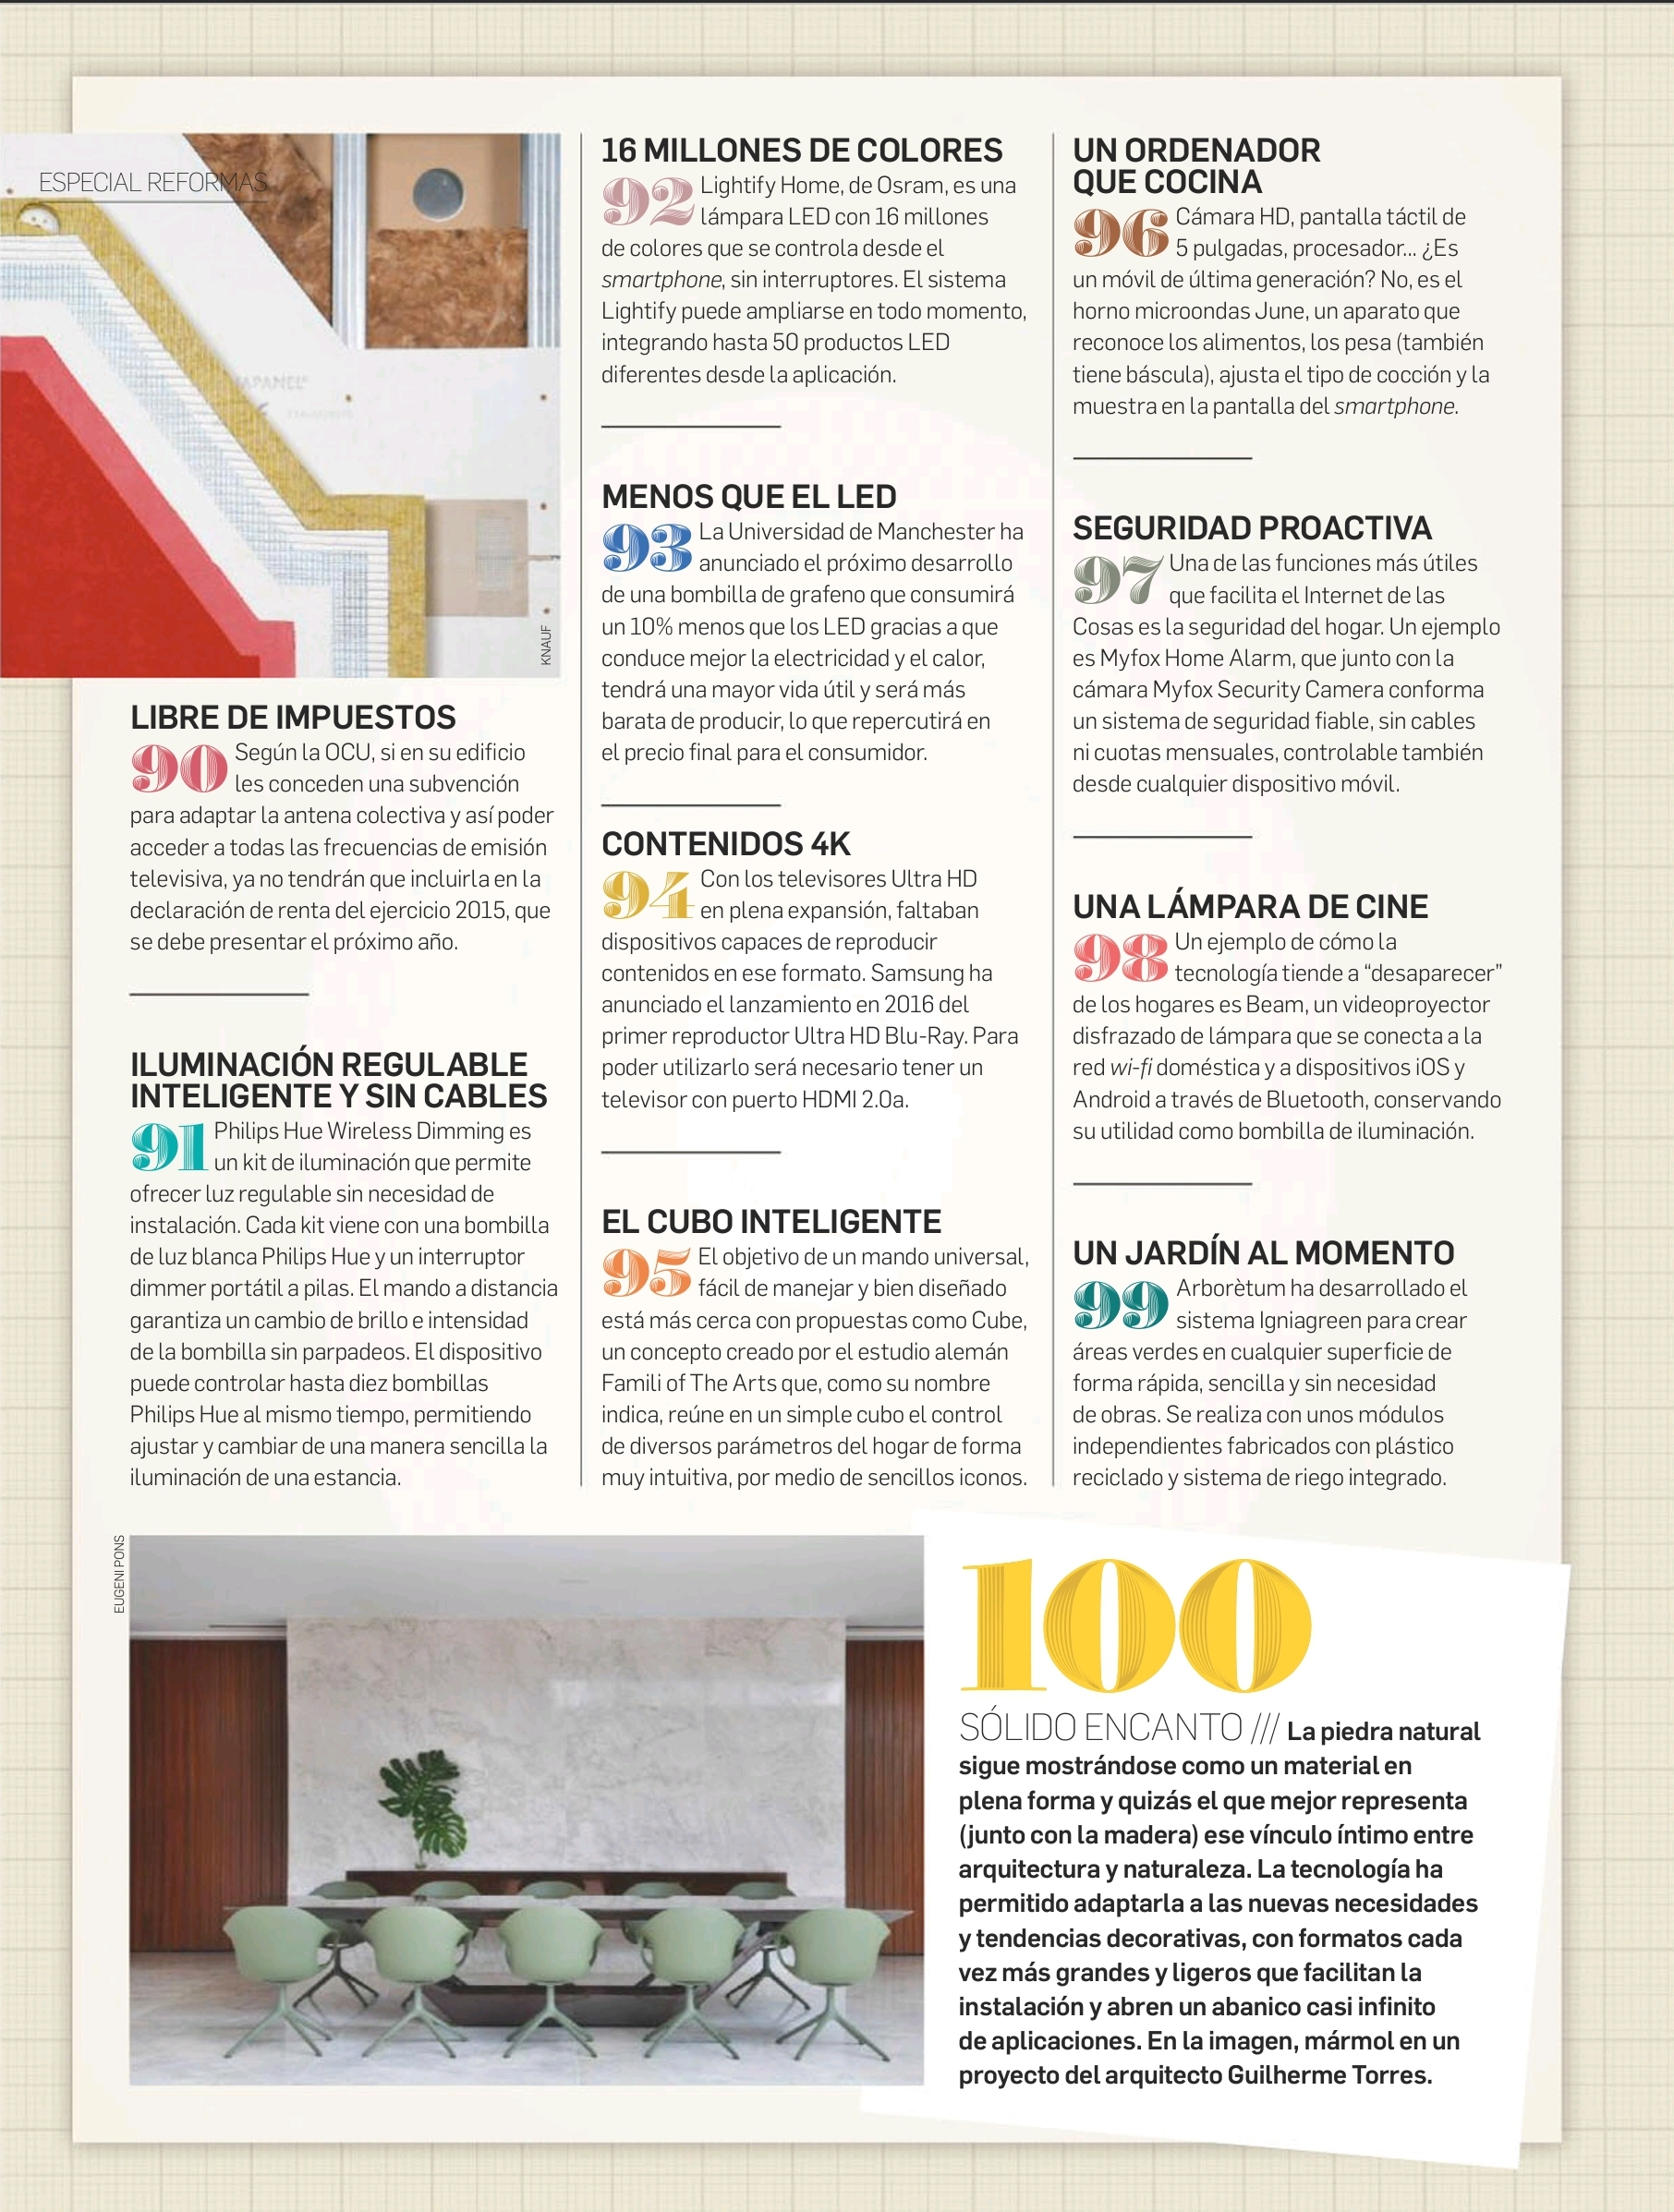 ESPECIAL REFORMAS
KNAUF
LIBRE DE IMPUESTOS
90 Según la OCU, si en su edificio
les conceden una subvención
para adaptar la antena colectiva y así poder
acceder a todas las frecuencias de emisión
televisiva, ya no tendrán que incluirla en la
declaración de renta del ejercicio 2015, que
se debe presentar el próximo año.
ILUMINACIÓN REGULABLE
INTELIGENTE Y SIN CABLES
91 Philips Hue Wireless Dimming es
un kit de iluminación que permite
ofrecer luz regulable sin necesidad de
instalación. Cada kit viene con una bombilla
de luz blanca Philips Hue y un interruptor
dimmer portátil a pilas. El mando a distancia
garantiza un cambio de brillo e intensidad
de la bombilla sin parpadeos. El dispositivo
puede controlar hasta diez bombillas
Philips Hue al mismo tiempo, permitiendo
ajustar y cambiar de una manera sencilla la
iluminación de una estancia.
16 MILLONES DE COLORES
92 Lightify Home, de Osram, es una
lámpara LED con 16 millones
de colores que se controla desde el
smartphone, sin interruptores. El sistema
Lightify puede ampliarse en todo momento,
integrando hasta 50 productos LED
diferentes desde la aplicación.
MENOS QUE EL LED
93 La Universidad de Manchester ha
anunciado el próximo desarrollo
de una bombilla de grafeno que consumirá
un 10% menos que los LED gracias a que
conduce mejor la electricidad y el calor,
tendrá una mayor vida útil y será más
barata de producir, lo que repercutirá en
el precio final para el consumidor.
CONTENIDOS 4K
94 Con los televisores Ultra HD
en plena expansión, faltaban
dispositivos capaces de reproducir
contenidos en ese formato. Samsung ha
anunciado el lanzamiento en 2016 del
primer reproductor Ultra HD Blu-Ray. Para
poder utilizarlo será necesario tener un
televisor con puerto HDMI 2.0a.
EL CUBO INTELIGENTE
95 El objetivo de un mando universal,
fácil de manejar y bien diseñado
está más cerca con propuestas como Cube,
un concepto creado por el estudio alemán
Famili of The Arts que, como su nombre
indica, reúne en un simple cubo el control
de diversos parámetros del hogar de forma
muy intuitiva, por medio de sencillos iconos.
UN ORDENADOR
QUE COCINA
96 Cámara HD, pantalla táctil de
5 pulgadas, procesador... ¿Es
un móvil de última generación? No, es el
horno microondas June, un aparato que
reconoce los alimentos, los pesa (también
tiene báscula), ajusta el tipo de cocción y la
muestra en la pantalla del smartphone.
SEGURIDAD PROACTIVA
97 Una de las funciones más útiles
que facilita el Internet de las
Cosas es la seguridad del hogar. Un ejemplo
es Myfox Home Alarm, que junto con la
cámara Myfox Security Camera conforma
un sistema de seguridad fiable, sin cables
ni cuotas mensuales, controlable también
desde cualquier dispositivo móvil.
UNA LÁMPARA DE CINE
98 Un ejemplo de cómo la
tecnología tiende a “desaparecer”
de los hogares es Beam, un videoproyector
disfrazado de lámpara que se conecta a la
red wi-fi doméstica y a dispositivos iOS y
Android a través de Bluetooth, conservando
su utilidad como bombilla de iluminación.
UN JARDÍN AL MOMENTO
99 Arborètum ha desarrollado el
sistema Igniagreen para crear
áreas verdes en cualquier superficie de
forma rápida, sencilla y sin necesidad
de obras. Se realiza con unos módulos
independientes fabricados con plástico
reciclado y sistema de riego integrado.
EUGENI PONS
100
SÓLIDO ENCANTO /// La piedra natural
sigue mostrándose como un material en
plena forma y quizás el que mejor representa
(junto con la madera) ese vínculo íntimo entre
arquitectura y naturaleza. La tecnología ha
permitido adaptarla a las nuevas necesidades
y tendencias decorativas, con formatos cada
vez más grandes y ligeros que facilitan la
instalación y abren un abanico casi infinito
de aplicaciones. En la imagen, mármol en un
proyecto del arquitecto Guilherme Torres.